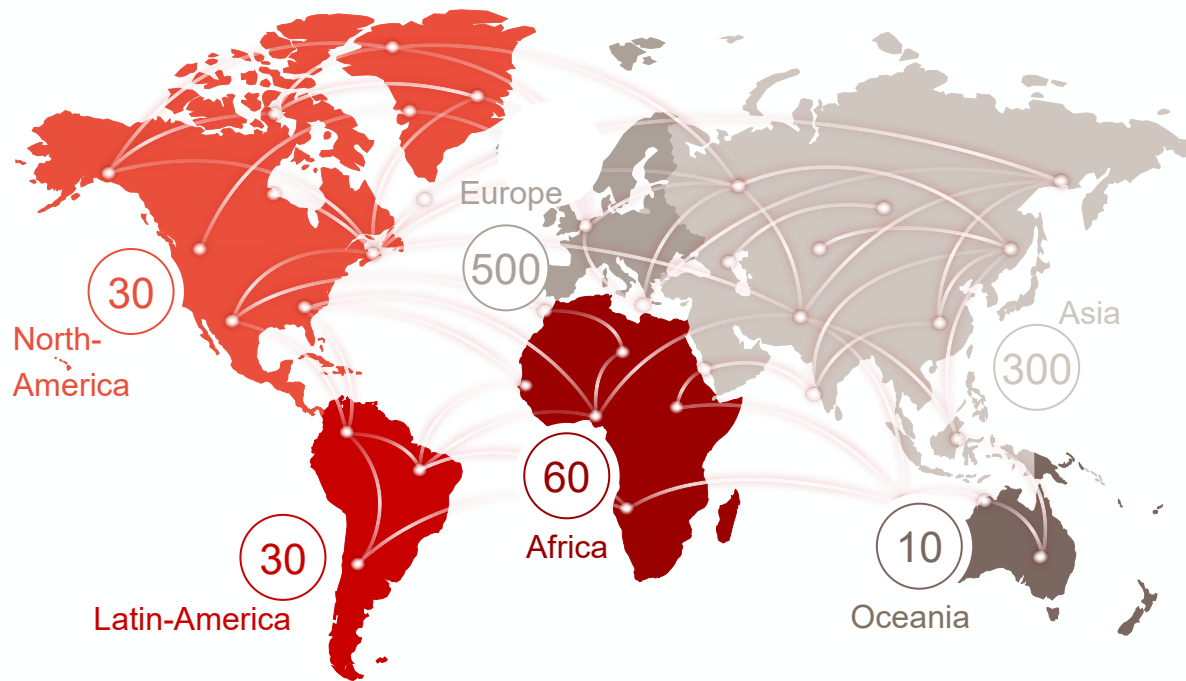 Europe
500
30
North-
America
Asia
300
60
Africa
30
Latin-America
10
Oceania